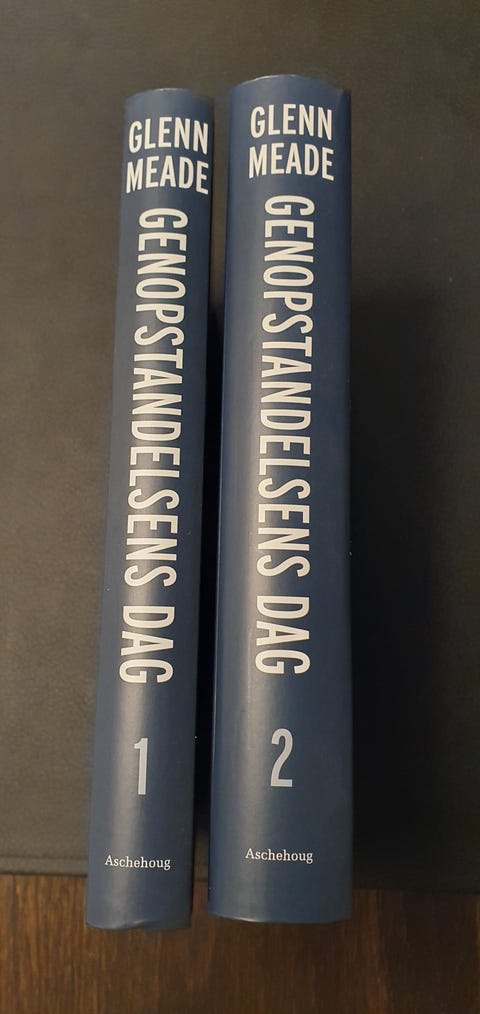 GLENN
MEADE
GENOPSTANDELSENS DAG
1
Aschehoug
GLENN
MEADE
GENOPSTANDELSENS DAG
2
Aschehoug